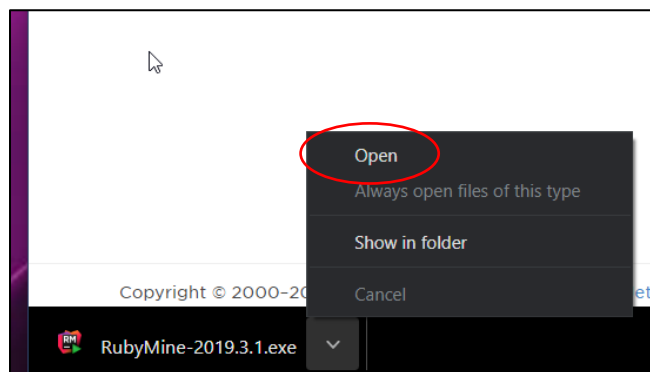 Open
Always open files of this type
Show in folder
Cancel
Copyright © 2000–20
et
RM
RubyMine-2019.3.1.exe